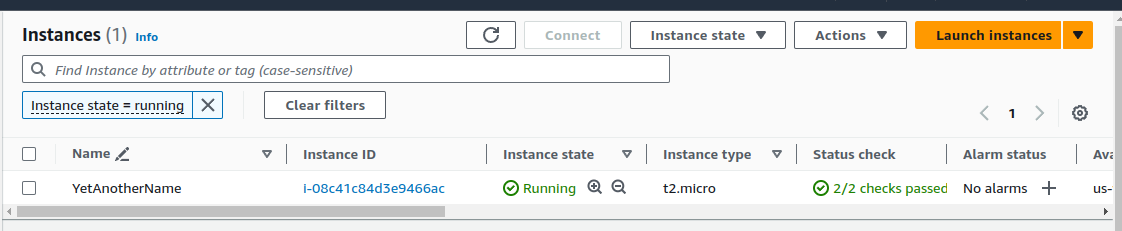 Instances (1) Info
Connect
Instance state
Actions
Launch instances
Find Instance by attribute or tag (case-sensitive)
Instance state = running
Clear filters
1
Name Instance ID Instance state Instance type Status check Alarm status Ava
YetAnotherName i-08c41c84d3e9466ac Running t2.micro 2/2 checks passed No alarms us-